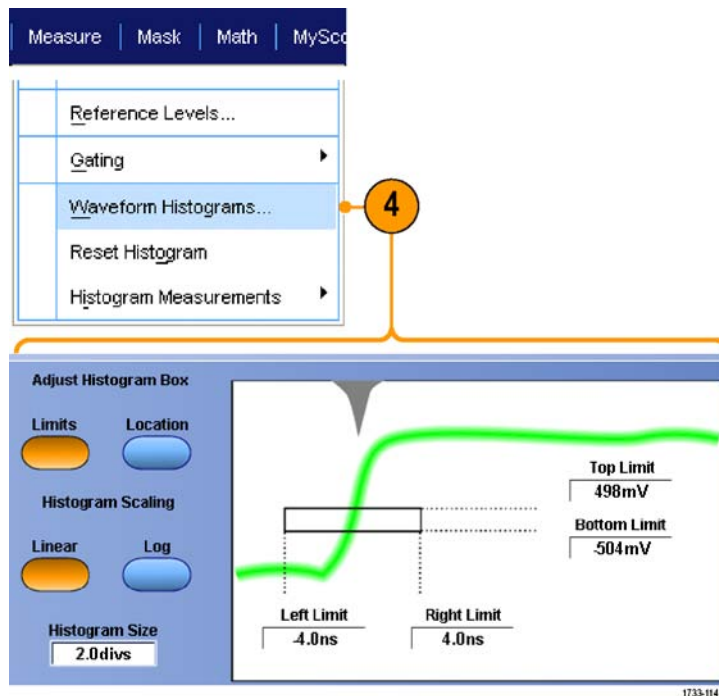 Measure | Mask | Math | MySco
Reference Levels...
Gating
Waveform Histograms...
4
Reset Histogram
Histogram Measurements
Adjust Histogram Box
Limits Location
Histogram Scaling
Linear Log
Histogram Size
2.0divs
Top Limit
498mV
Bottom Limit
-504mV
Left Limit Right Limit
-4.0ns 4.0ns
1733-114